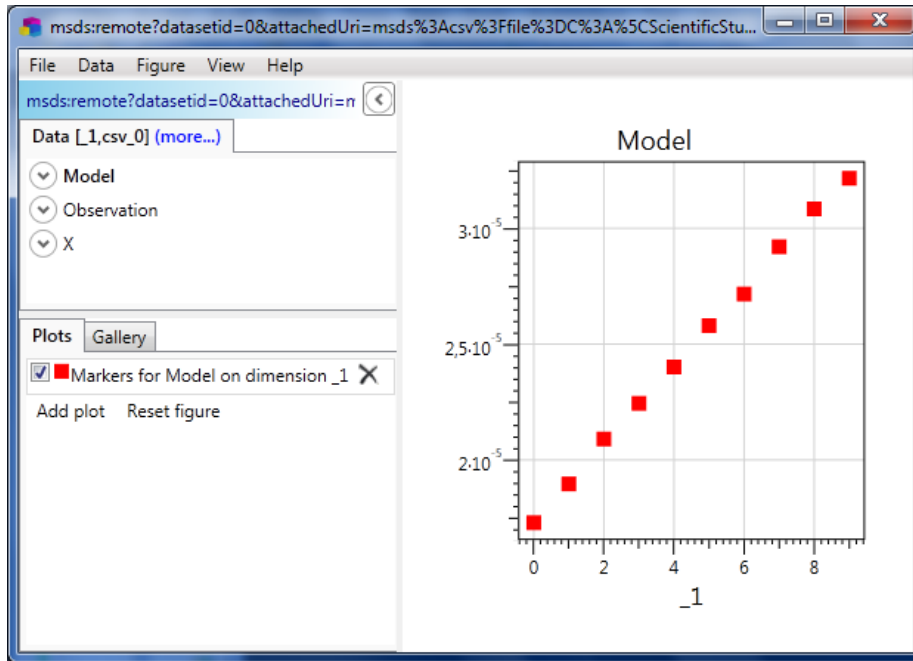 msds:remote?datasetid=0&attachedUri=msds%3Acsv%3Ffile%3DC%3A%5CScientificStu...
File Data Figure View Help
msds:remote?datasetid=0&attachedUri=m
Data [_1,csv_0] (more...)
Model
Observation
X
Plots Gallery
Markers for Model on dimension _1
Add plot Reset figure
Model
3·10⁻⁵
2,5·10⁻⁵
2·10⁻⁵
0 2 4 6 8
_1